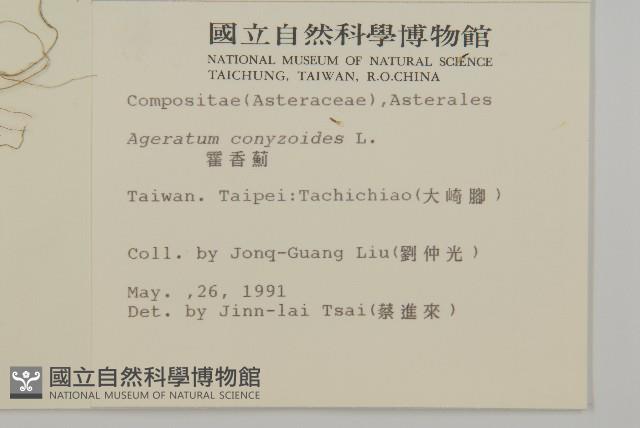 國立自然科學博物館
NATIONAL MUSEUM OF NATURAL SCIENCE
TAICHUNG, TAIWAN, R.O.CHINA
Compositae(Asteraceae),Asterales
Ageratum conyzoides L.
霍香薊
Taiwan. Taipei:Tachichiao(大崎腳)
Coll. by Jonq-Guang Liu(劉仲光)
May. ,26, 1991
Det. by Jinn-lai Tsai(蔡進來)
國立自然科學博物館
NATIONAL MUSEUM OF NATURAL SCIENCE